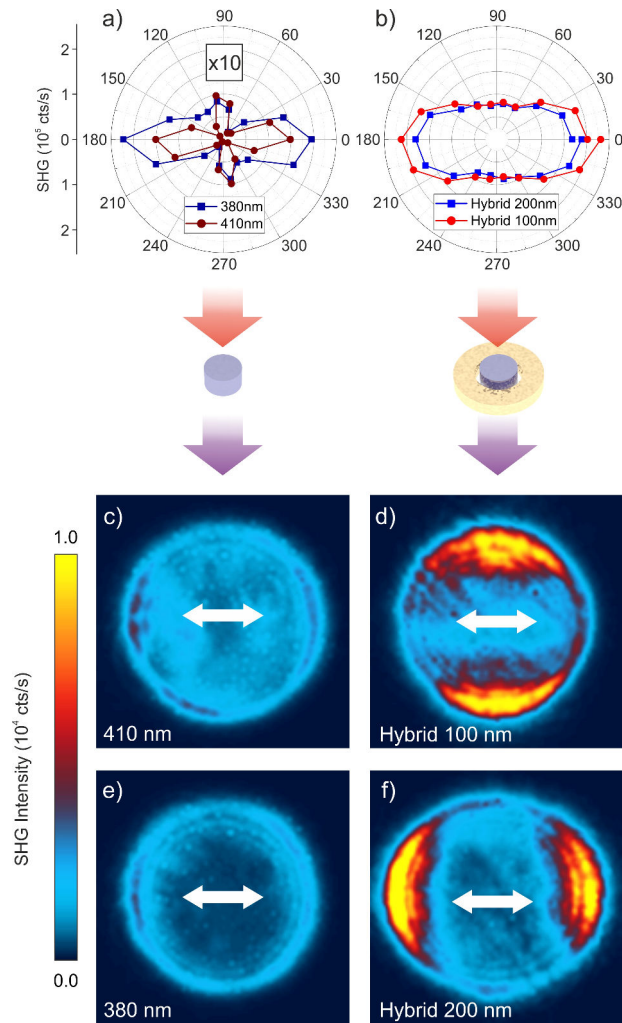 a)
x10
SHG (10⁵ cts/s)
2
1
0
1
2
90
60
30
0
330
300
270
240
210
180
150
120
380nm
410nm
b)
90
60
30
0
330
300
270
240
210
180
150
120
Hybrid 200nm
Hybrid 100nm
SHG Intensity (10⁴ cts/s)
1.0
0.0
c)
410 nm
d)
Hybrid 100 nm
e)
380 nm
f)
Hybrid 200 nm